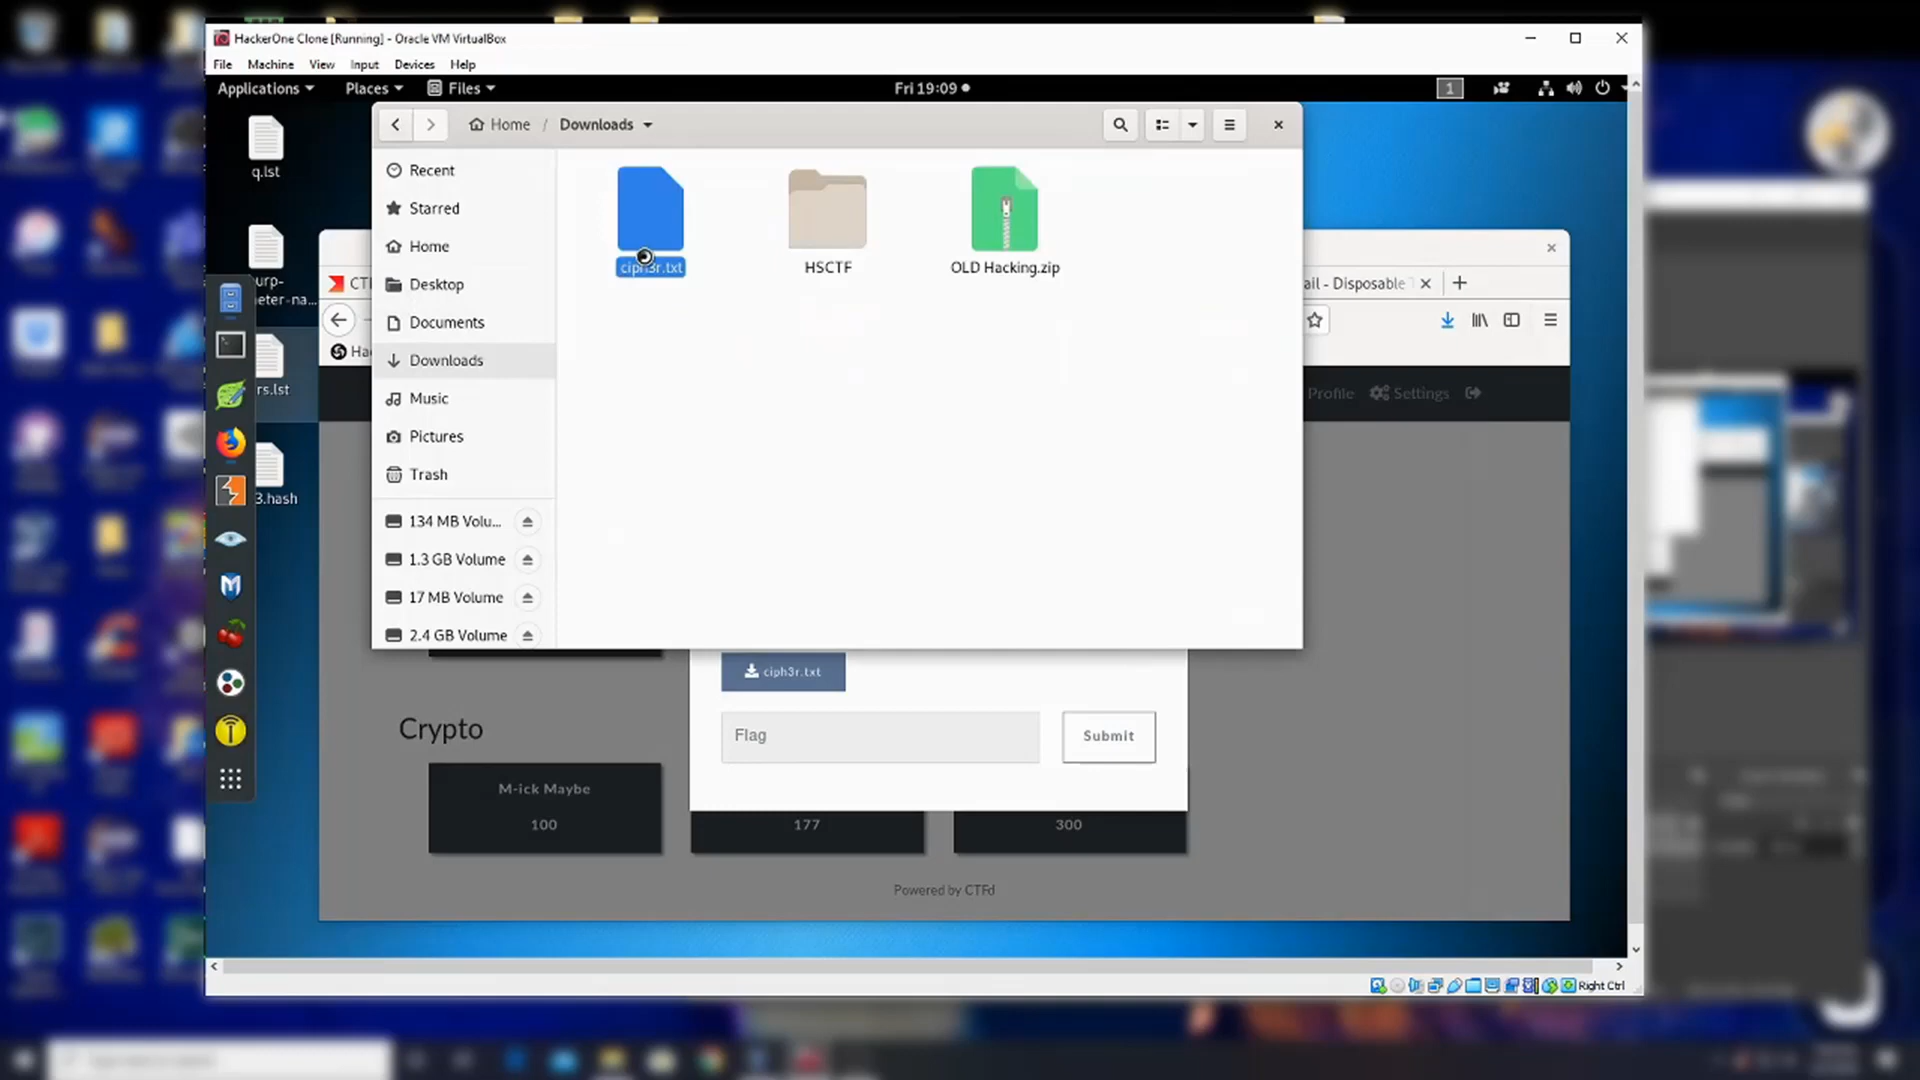 HackerOne Clone [Running] - Oracle VM VirtualBox
File Machine View Input Devices Help
Applications Places Files Fri 19:09 1
Home / Downloads
q.lst
urp-
eter-na...
rs.lst
3.hash
Recent
Starred
Home
Desktop
Documents
Downloads
Music
Pictures
Trash
134 MB Volu...
1.3 GB Volume
17 MB Volume
2.4 GB Volume
ciph3r.txt
HSCTF
OLD Hacking.zip
CT
ail - Disposable T
Ha
Profile Settings
ciph3r.txt
Flag Submit
Crypto
M-ick Maybe
100
177
300
Powered by CTFd
Right Ctrl